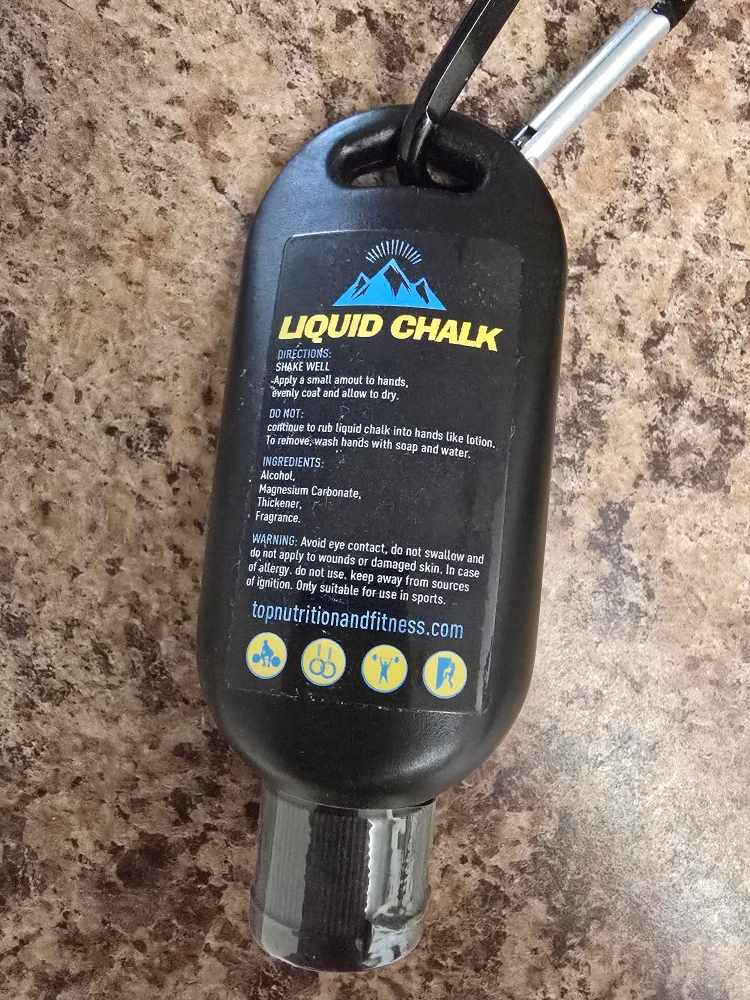 LIQUID CHALK
DIRECTIONS:
SHAKE WELL
Apply a small amout to hands,
evenly coat and allow to dry.
DO NOT:
continue to rub liquid chalk into hands like lotion.
To remove, wash hands with soap and water.
INGREDIENTS:
Alcohol,
Magnesium Carbonate,
Thickener,
Fragrance.
WARNING: Avoid eye contact, do not swallow and
do not apply to wounds or damaged skin. In case
of allergy. do not use. keep away from sources
of ignition. Only suitable for use in sports.
topnutritionandfitness.com